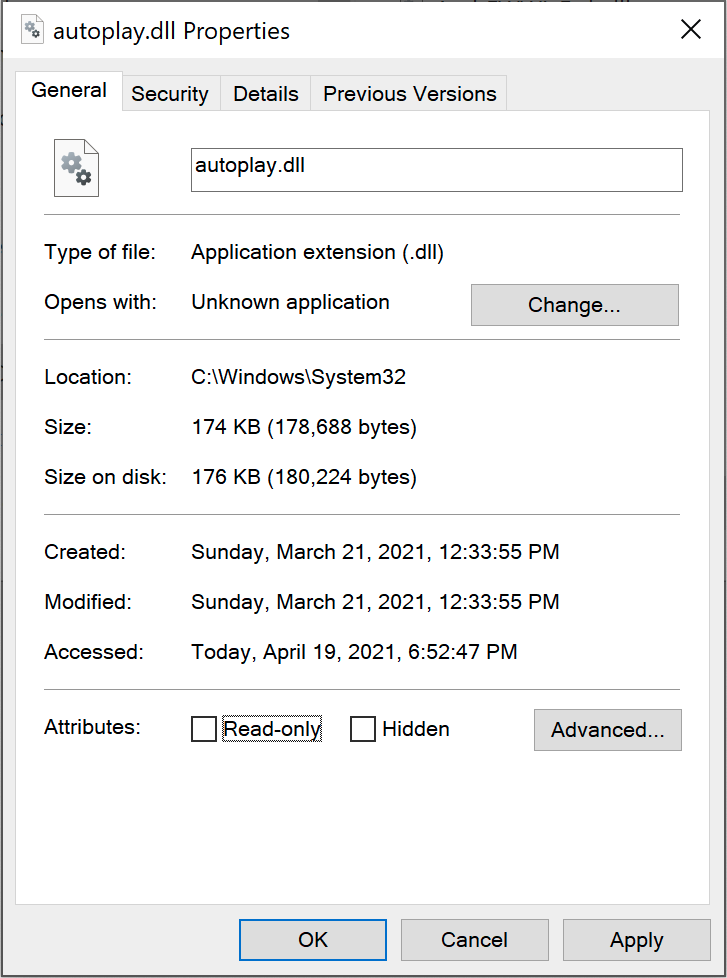 autoplay.dll Properties
General Security Details Previous Versions
autoplay.dll
Type of file: Application extension (.dll)
Opens with: Unknown application Change...
Location: C:\Windows\System32
Size: 174 KB (178,688 bytes)
Size on disk: 176 KB (180,224 bytes)
Created: Sunday, March 21, 2021, 12:33:55 PM
Modified: Sunday, March 21, 2021, 12:33:55 PM
Accessed: Today, April 19, 2021, 6:52:47 PM
Attributes: Read-only Hidden Advanced...
OK Cancel Apply